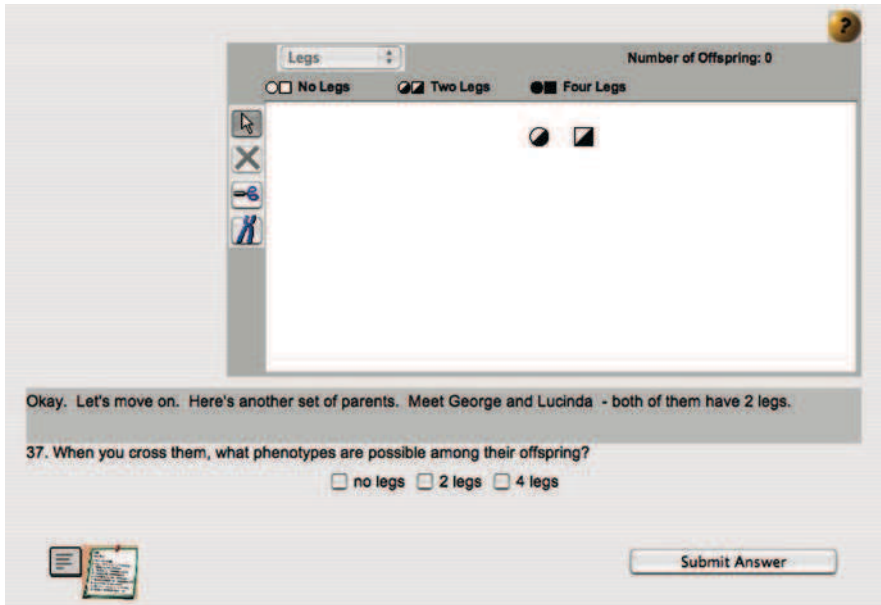 ?
Legs
Number of Offspring: 0
No Legs Two Legs Four Legs
Okay. Let's move on. Here's another set of parents. Meet George and Lucinda - both of them have 2 legs.
37. When you cross them, what phenotypes are possible among their offspring?
no legs 2 legs 4 legs
Submit Answer